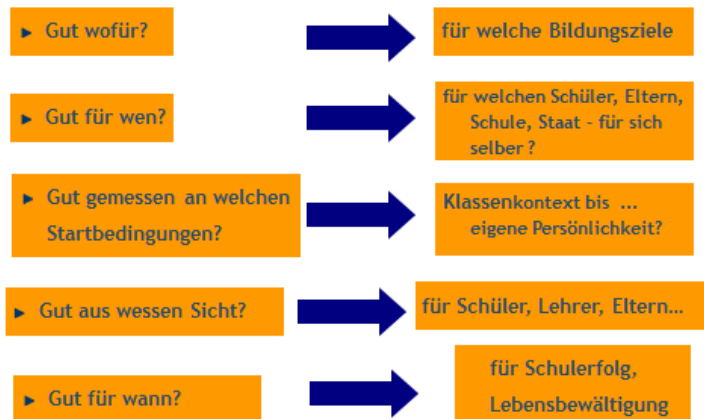 ► Gut wofür?
für welche Bildungsziele
► Gut für wen?
für welchen Schüler, Eltern,
Schule, Staat - für sich
selber ?
► Gut gemessen an welchen
Startbedingungen?
Klassenkontext bis ...
eigene Persönlichkeit?
► Gut aus wessen Sicht?
für Schüler, Lehrer, Eltern...
► Gut für wann?
für Schulerfolg,
Lebensbewältigung